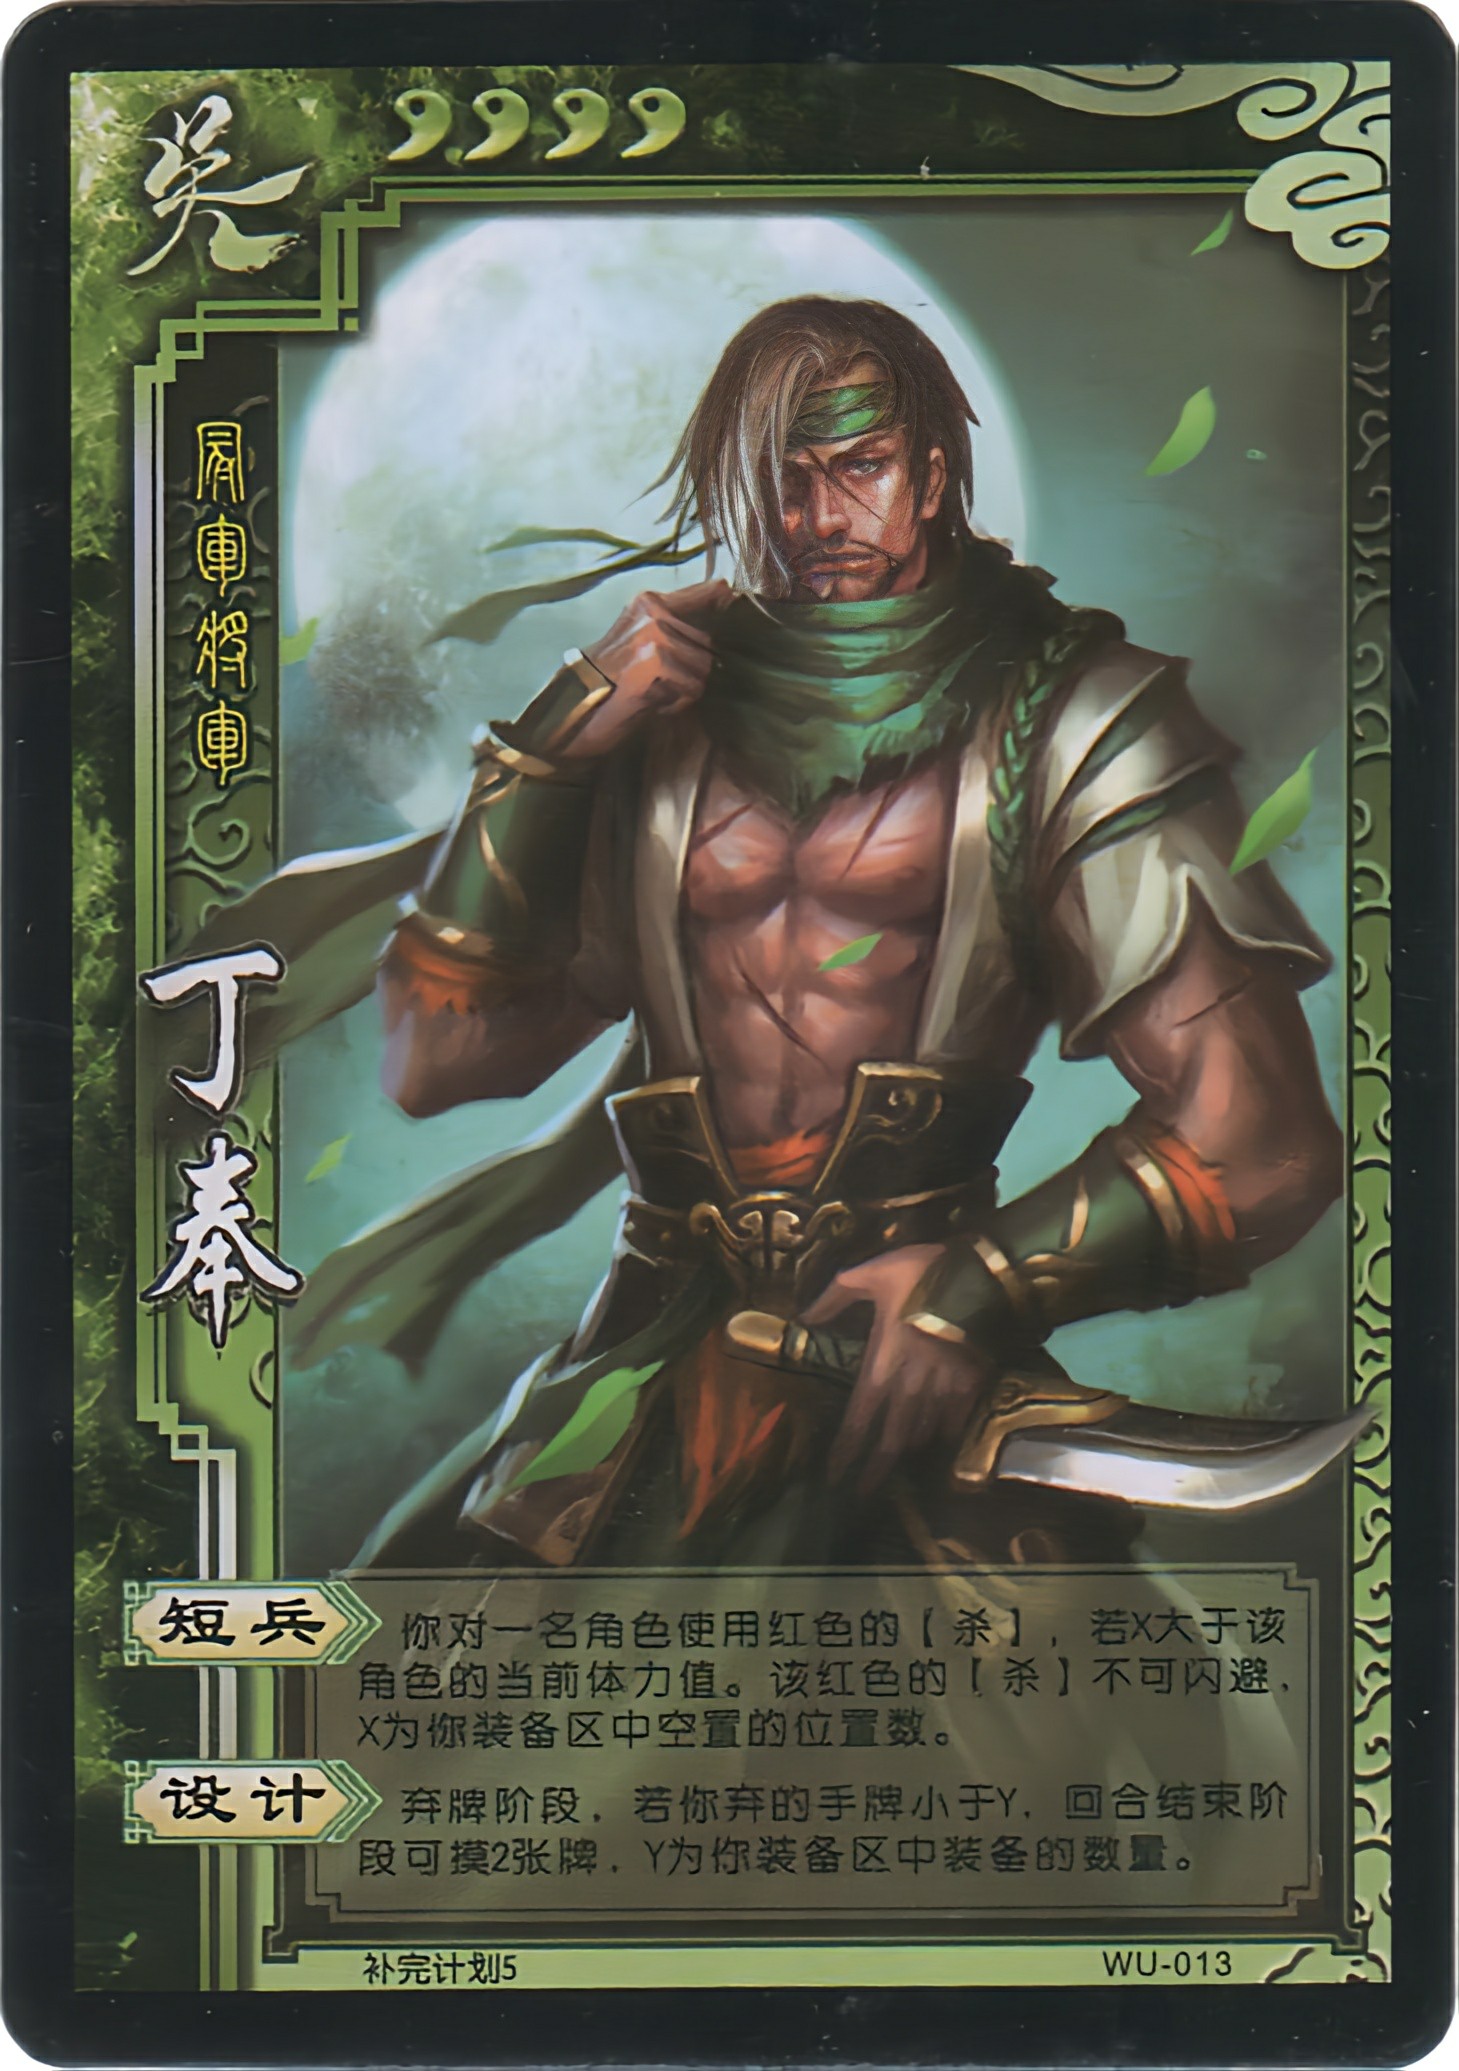 吴
冠軍將軍
丁奉
短兵
你对一名角色使用红色的【杀】，若X大于该
角色的当前体力值。该红色的【杀】不可闪避，
X为你装备区中空置的位置数。
设计
弃牌阶段，若你弃的手牌小于Y，回合结束阶
段可摸2张牌，Y为你装备区中装备的数量。
补完计划5
WU-013